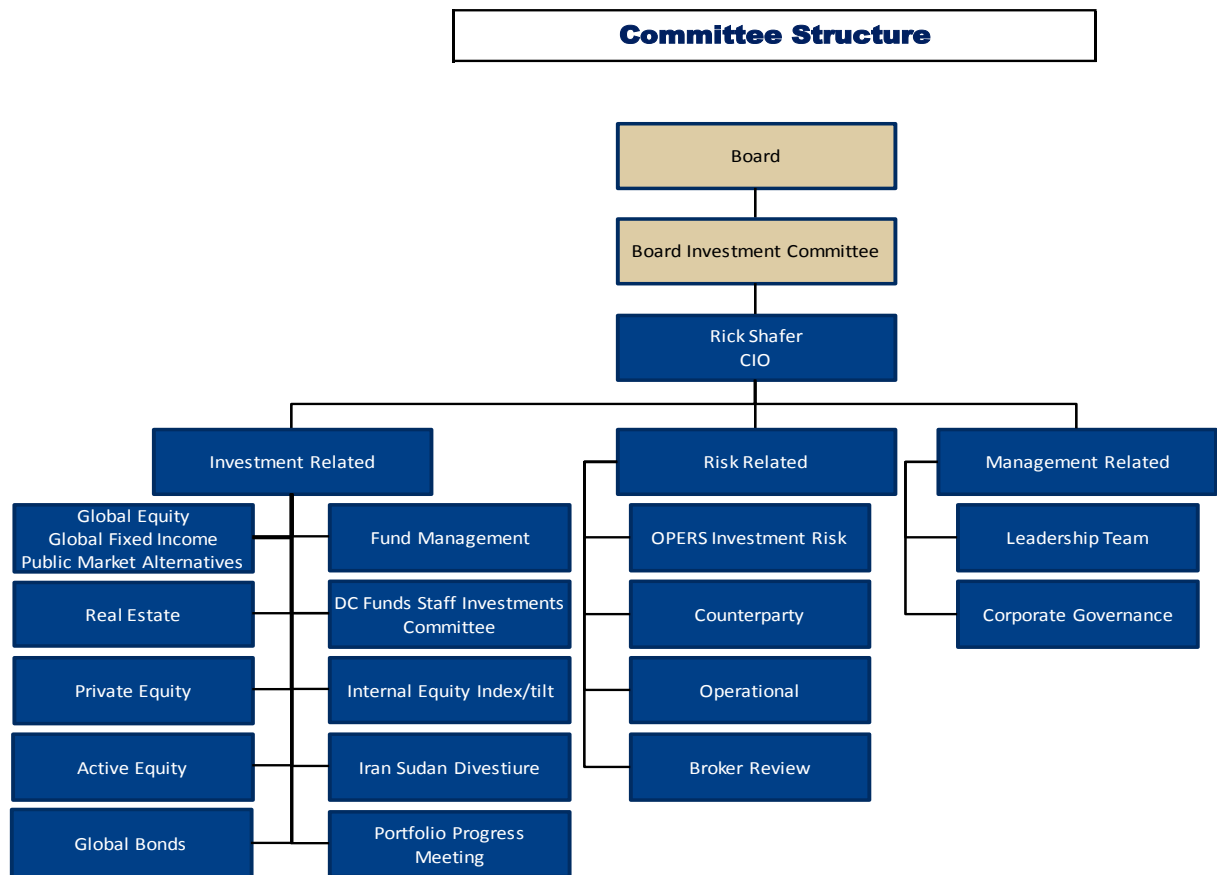 Committee Structure
Board
Board Investment Committee
Rick Shafer
CIO
Investment Related
Risk Related
Management Related
Global Equity
Global Fixed Income
Public Market Alternatives
Fund Management
OPERS Investment Risk
Leadership Team
Real Estate
DC Funds Staff Investments
Committee
Counterparty
Corporate Governance
Private Equity
Internal Equity Index/tilt
Operational
Active Equity
Iran Sudan Divestiure
Broker Review
Global Bonds
Portfolio Progress
Meeting